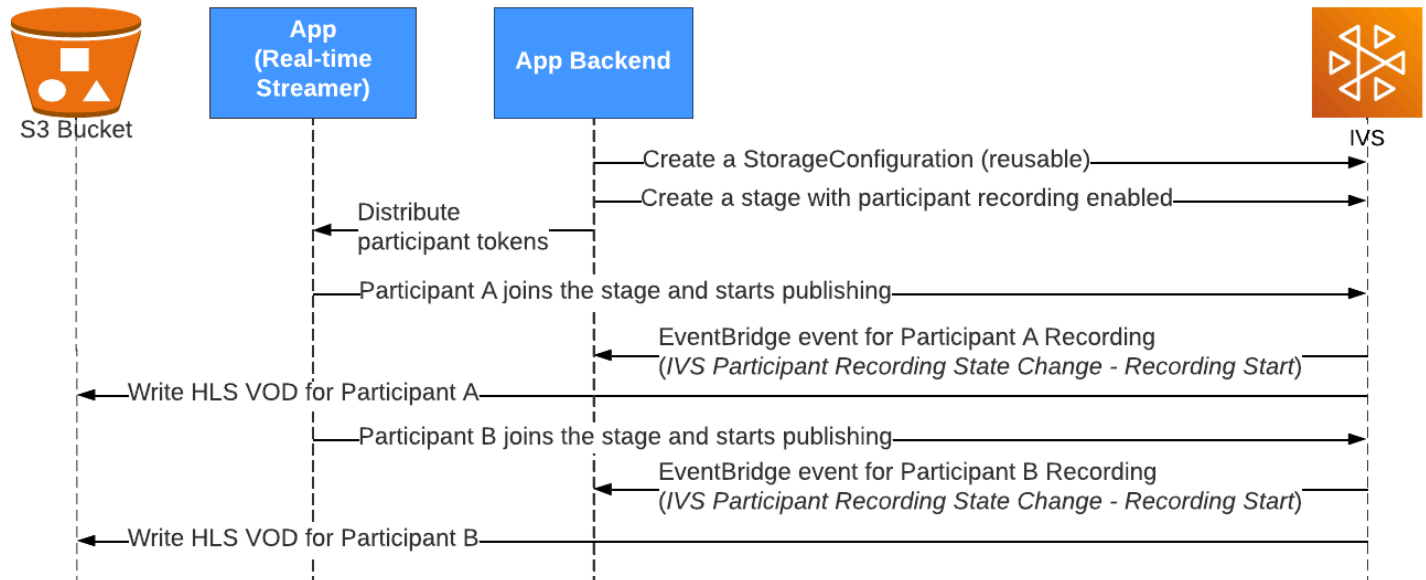 App
(Real-time
Streamer)
App Backend
S3 Bucket
IVS
Create a StorageConfiguration (reusable)
Create a stage with participant recording enabled
Distribute
participant tokens
Participant A joins the stage and starts publishing
EventBridge event for Participant A Recording
(IVS Participant Recording State Change - Recording Start)
Write HLS VOD for Participant A
Participant B joins the stage and starts publishing
EventBridge event for Participant B Recording
(IVS Participant Recording State Change - Recording Start)
Write HLS VOD for Participant B